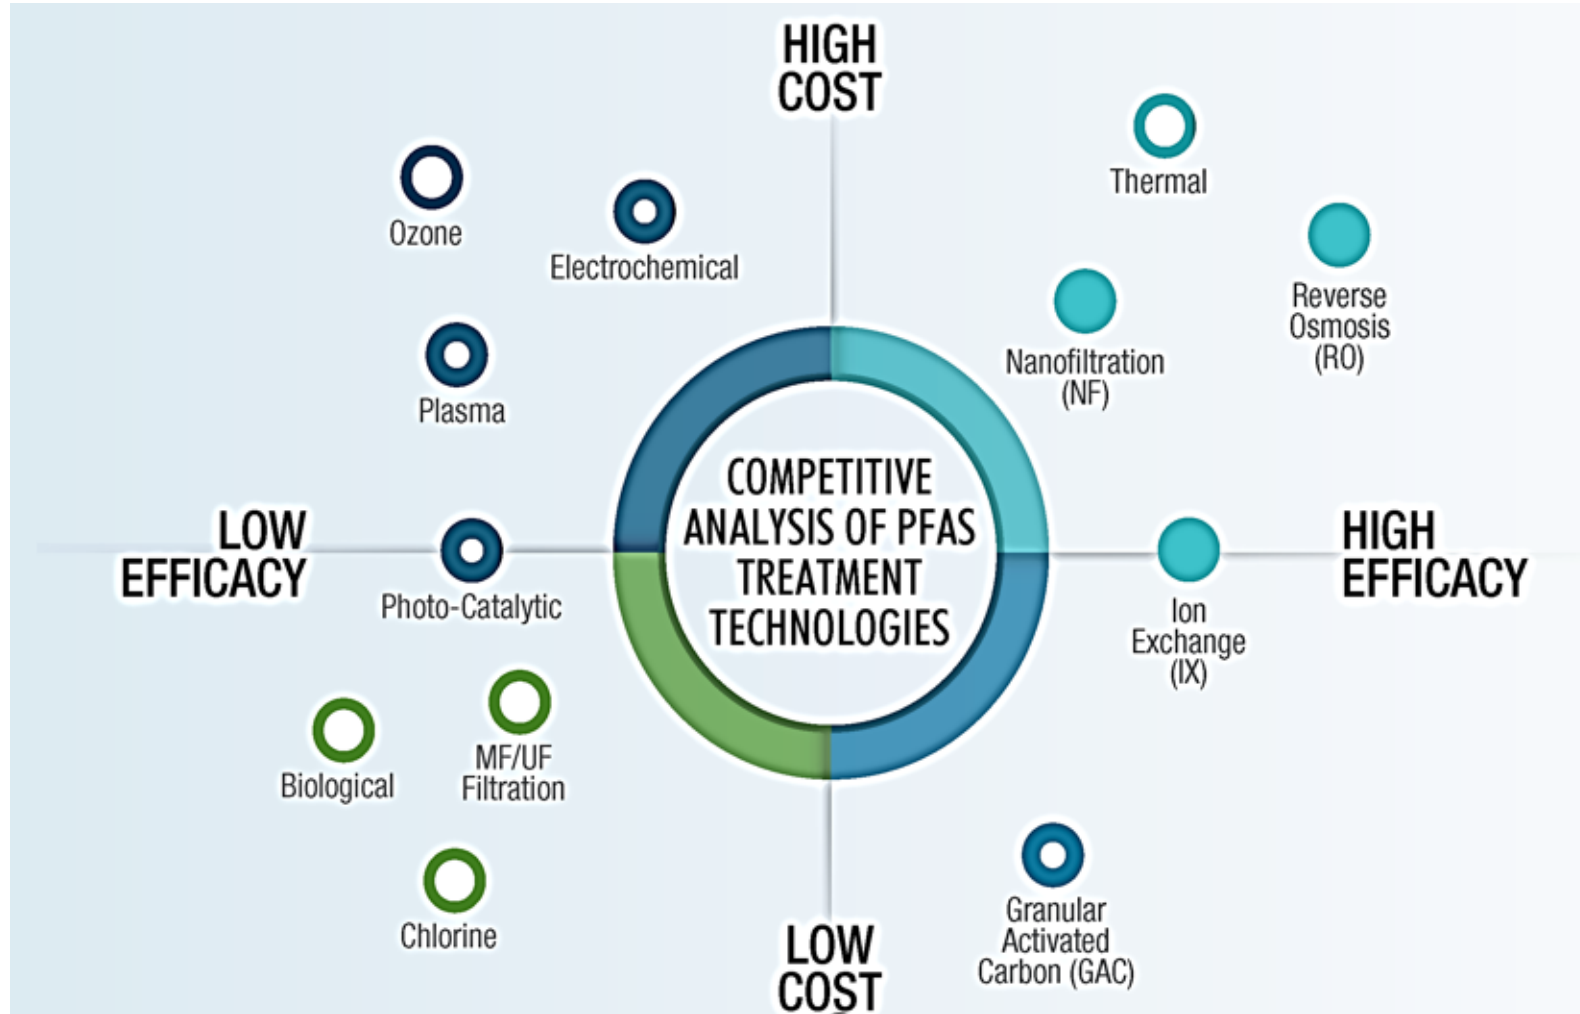 HIGH
COST
Thermal
Ozone
Electrochemical
Reverse
Osmosis
(RO)
Nanofiltration
(NF)
Plasma
COMPETITIVE
ANALYSIS OF PFAS
TREATMENT
TECHNOLOGIES
LOW
EFFICACY
HIGH
EFFICACY
Photo-Catalytic
Ion
Exchange
(IX)
Biological
MF/UF
Filtration
Chlorine
Granular
Activated
Carbon (GAC)
LOW
COST